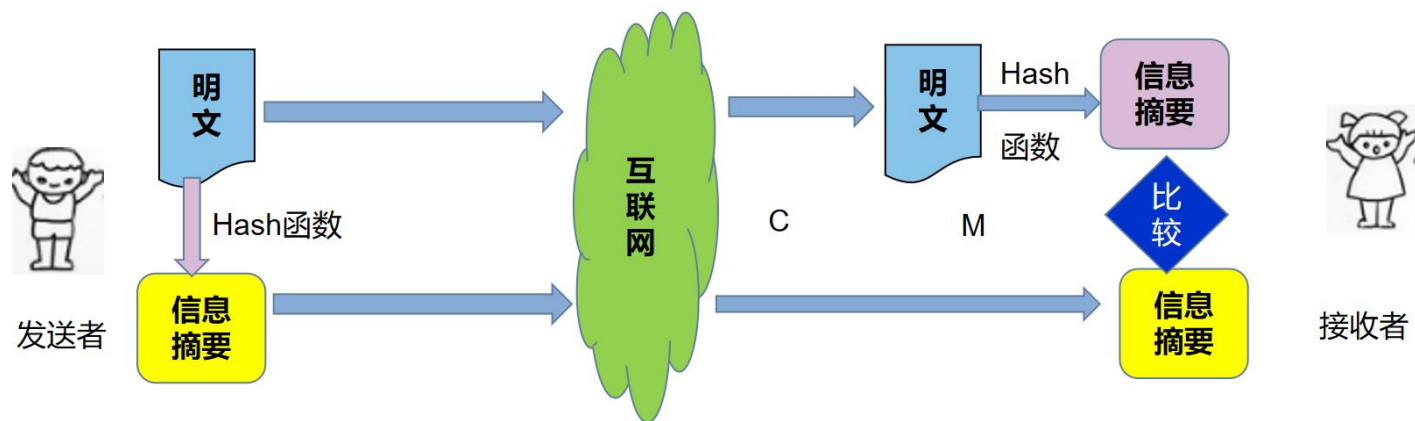 明
文
Hash函数
信息
摘要
发送者
互
联
网
C
M
明
文
Hash
函数
信息
摘要
比
较
信息
摘要
接收者